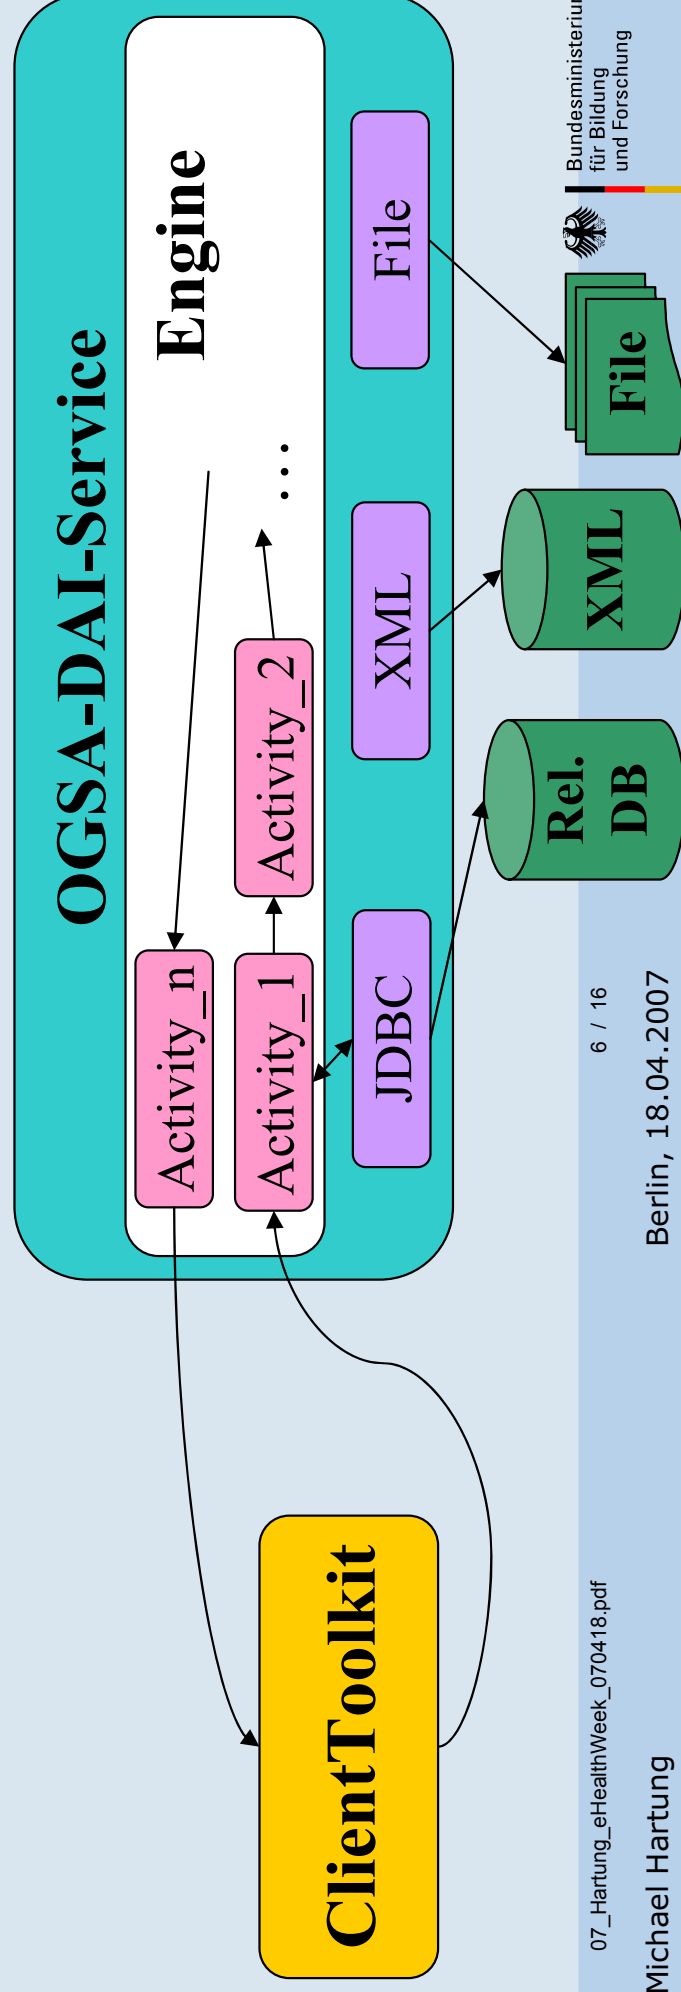 OGSA-DAI-Service
Engine
Activity_n
Activity_1
Activity_2
...
JDBC
XML
File
ClientToolkit
Rel.
DB
XML
File
07_Hartung_eHealthWeek_070418.pdf
6 / 16
Michael Hartung
Berlin, 18.04.2007
Bundesministerium
für Bildung
und Forschung